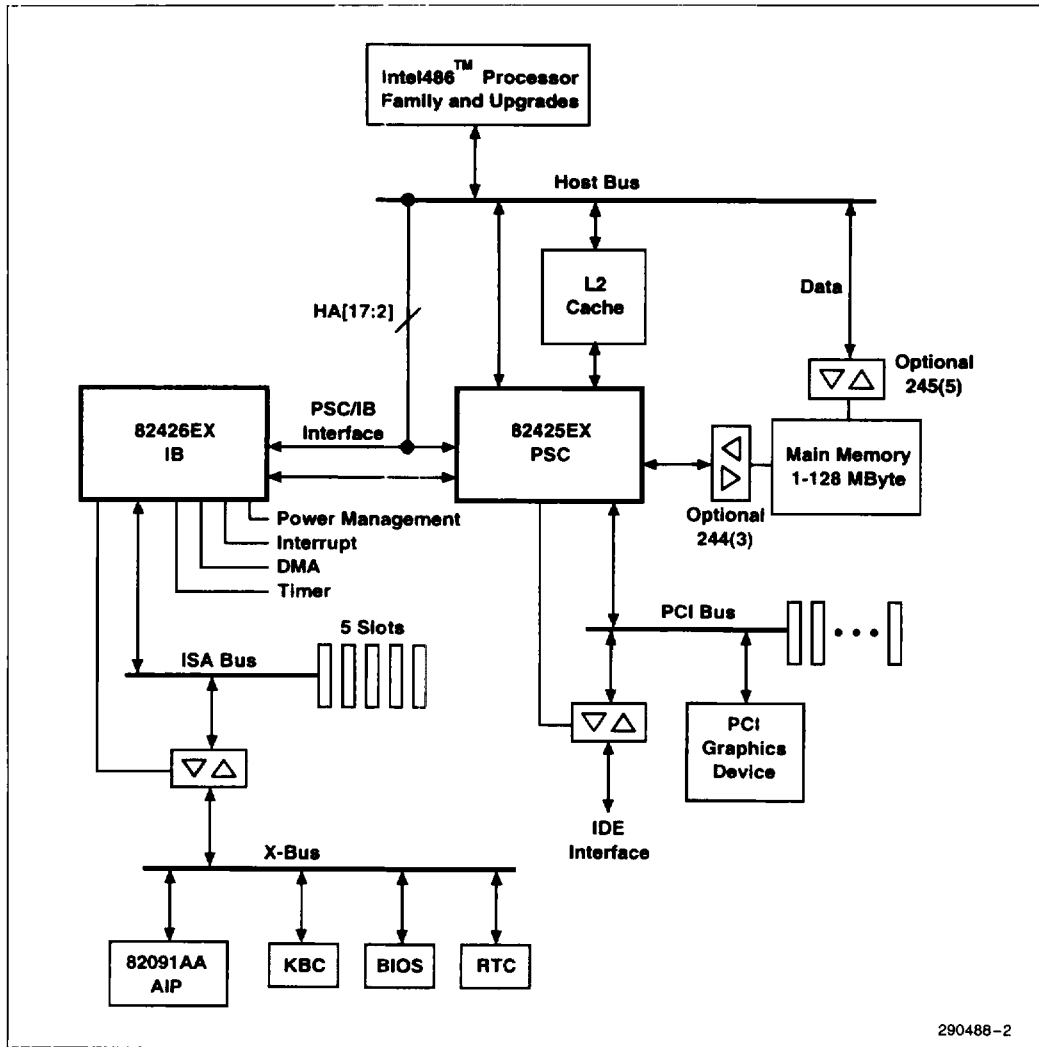 Intel486™ Processor
Family and Upgrades
Host Bus
L2
Cache
Data
HA[17:2]
Optional
245(5)
82426EX
IB
PSC/IB
Interface
82425EX
PSC
Main Memory
1-128 MByte
Optional
244(3)
Power Management
Interrupt
DMA
Timer
5 Slots
ISA Bus
PCI Bus
PCI
Graphics
Device
IDE
Interface
X-Bus
82091AA
AIP
KBC
BIOS
RTC
290488-2